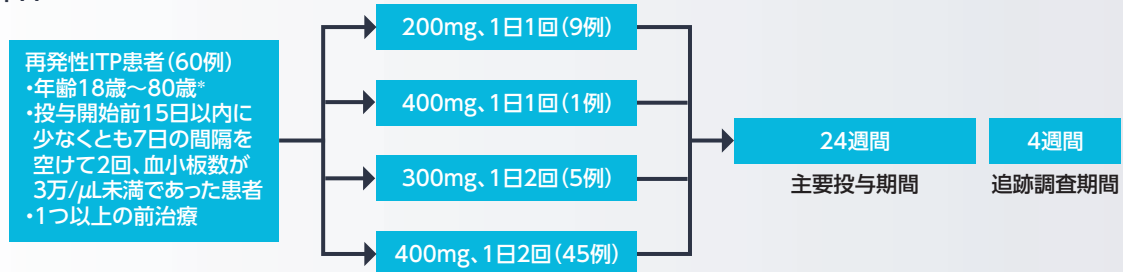 再発性ITP患者（60例）
・年齢18歳～80歳*
・投与開始前15日以内に
少なくとも7日の間隔を
空けて2回、血小板数が
3万/μL未満であった患者
・1つ以上の前治療
200mg、1日1回（9例）
400mg、1日1回（1例）
300mg、1日2回（5例）
400mg、1日2回（45例）
24週間
主要投与期間
4週間
追跡調査期間